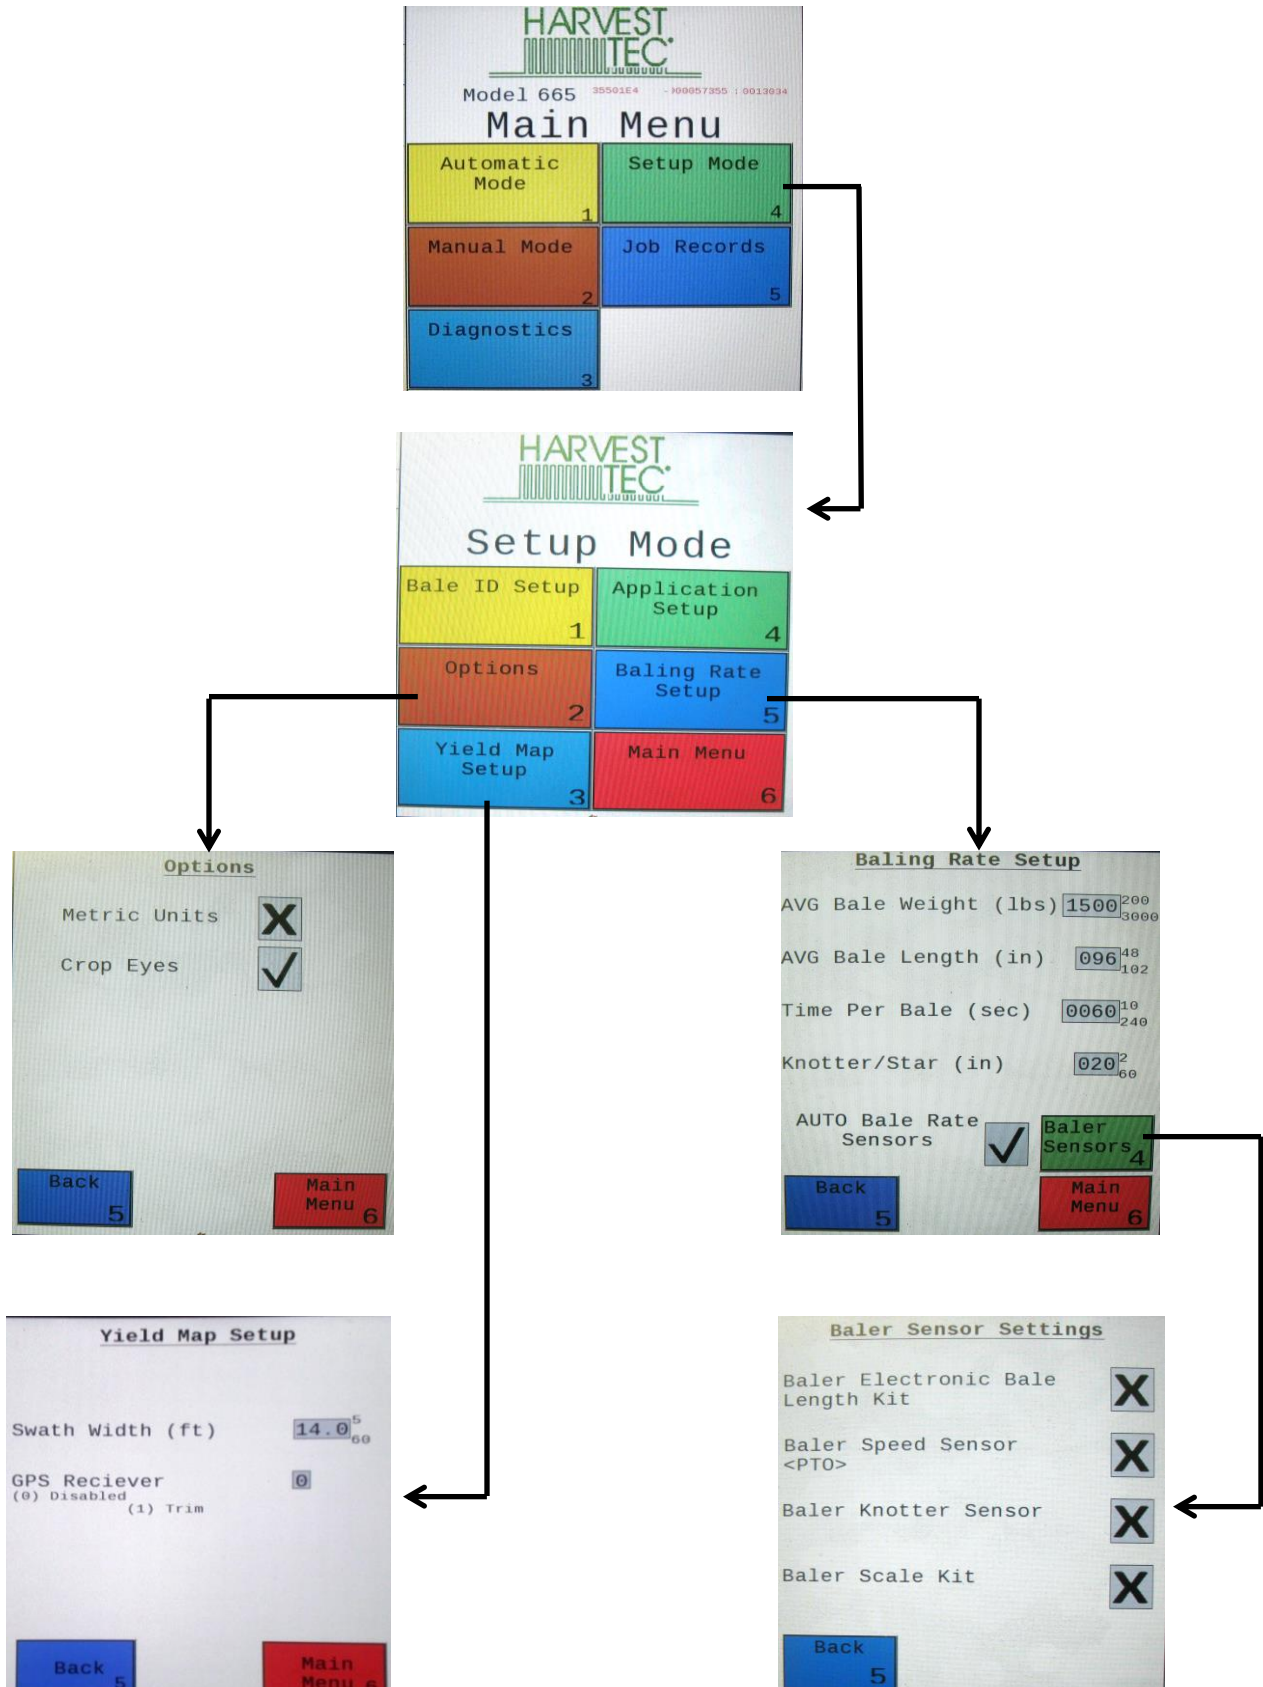 HARVEST
TEC
Model 665 35501E4 -000057355 : 0013034
Main Menu
Automatic
Mode
1
Setup Mode
4
Manual Mode
2
Job Records
5
Diagnostics
3
HARVEST
TEC
Setup Mode
Bale ID Setup
1
Application
Setup
4
Options
2
Baling Rate
Setup
5
Yield Map
Setup
3
Main Menu
6
Options
Metric Units X
Crop Eyes ✓
Back
5
Main
Menu 6
Baling Rate Setup
AVG Bale Weight (lbs) 1500 200
3000
AVG Bale Length (in) 096 48
102
Time Per Bale (sec) 0060 10
240
Knotter/Star (in) 020 2
60
AUTO Bale Rate
Sensors ✓
Baler
Sensors 4
Back
5
Main
Menu 6
Yield Map Setup
Swath Width (ft) 14.0 5
60
GPS Reciever 0
(0) Disabled
(1) Trim
Back
5
Main
Menu 6
Baler Sensor Settings
Baler Electronic Bale
Length Kit X
Baler Speed Sensor
<PTO> X
Baler Knotter Sensor X
Baler Scale Kit X
Back
5